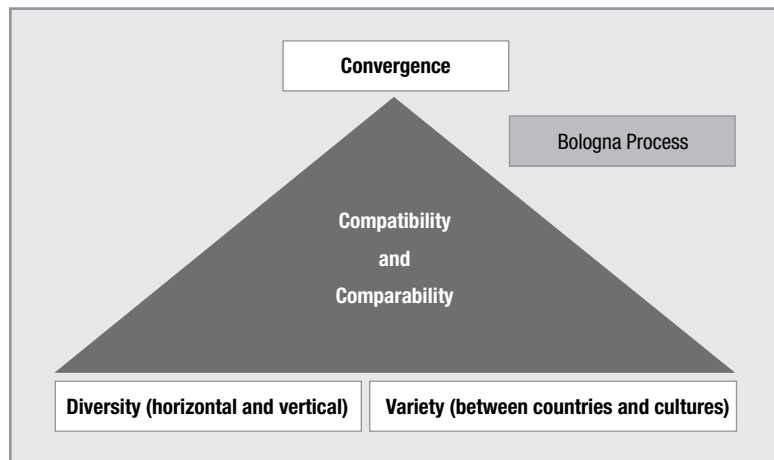 Convergence
Bologna Process
Compatibility
and
Comparability
Diversity (horizontal and vertical)
Variety (between countries and cultures)